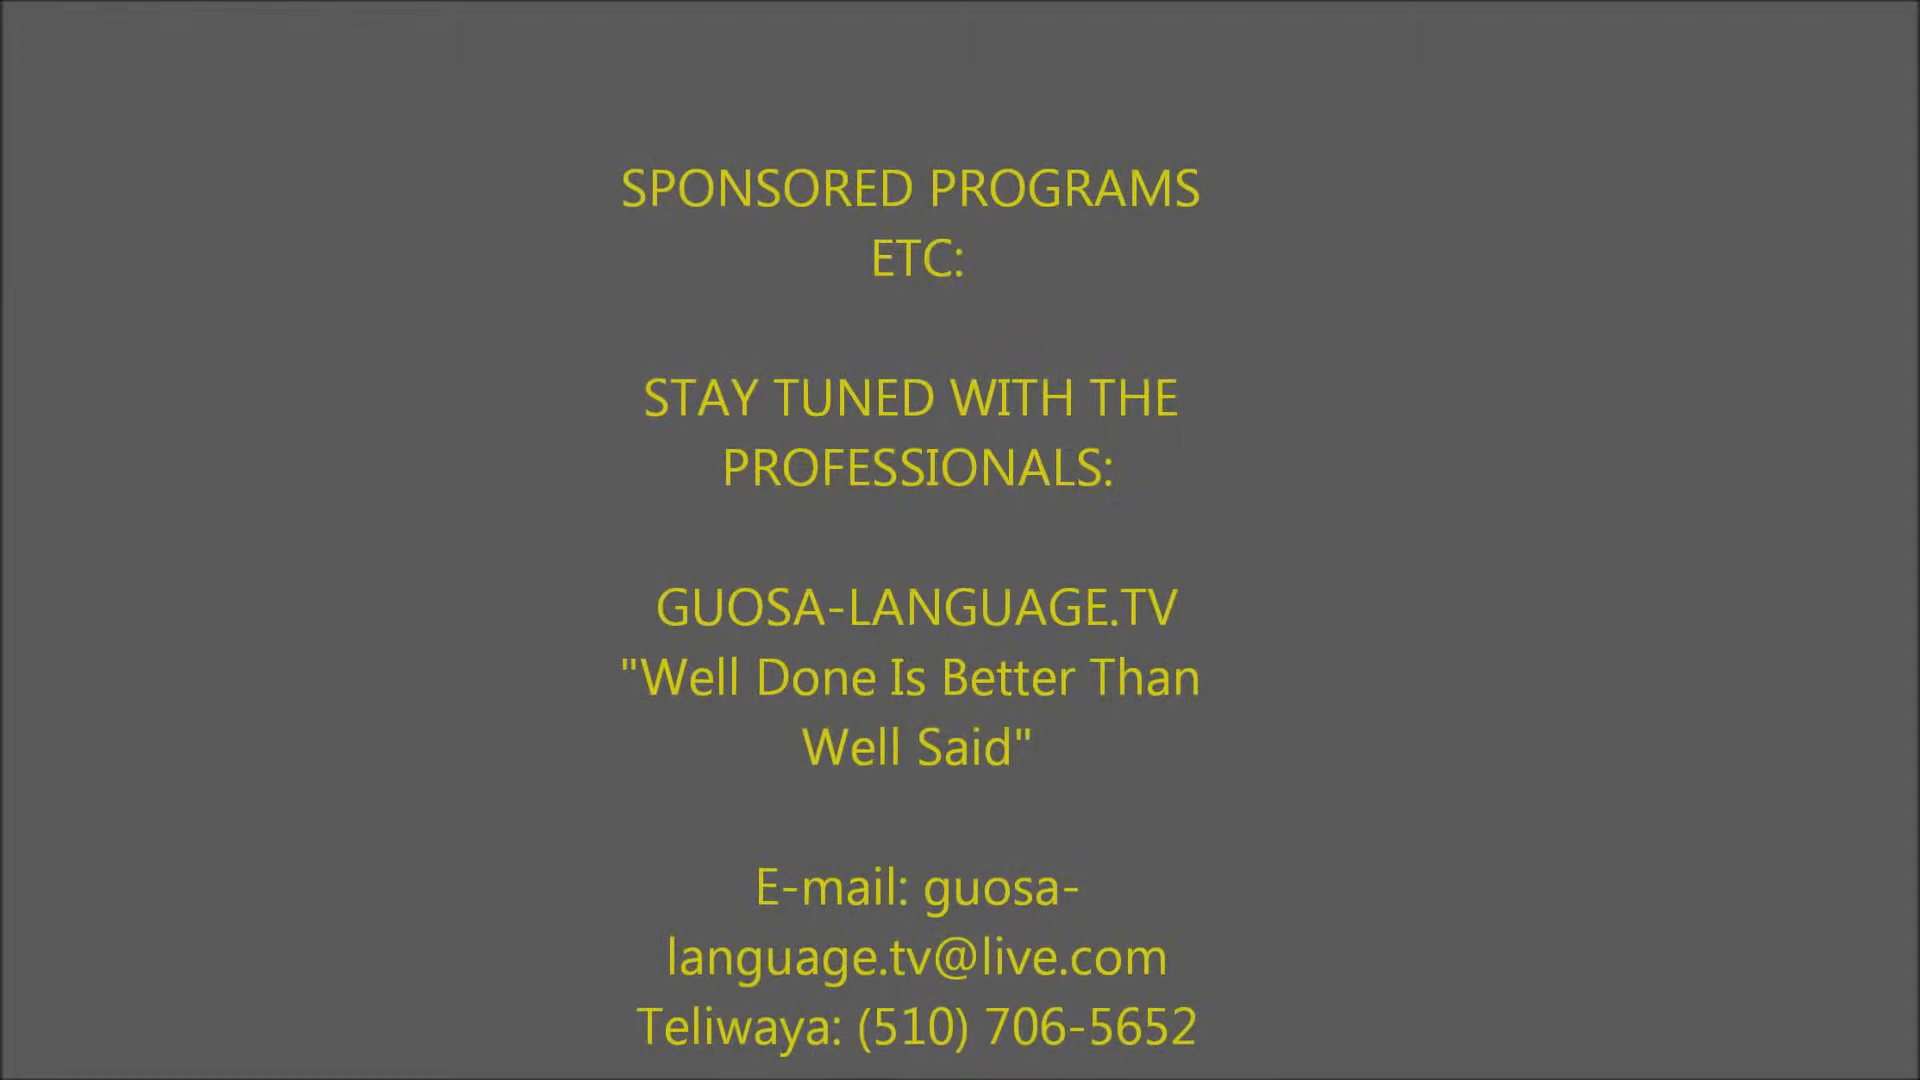 SPONSORED PROGRAMS
ETC:
STAY TUNED WITH THE
PROFESSIONALS:
GUOSA-LANGUAGE.TV
"Well Done Is Better Than
Well Said"
E-mail: guosa-
language.tv@live.com
Teliwaya: (510) 706-5652